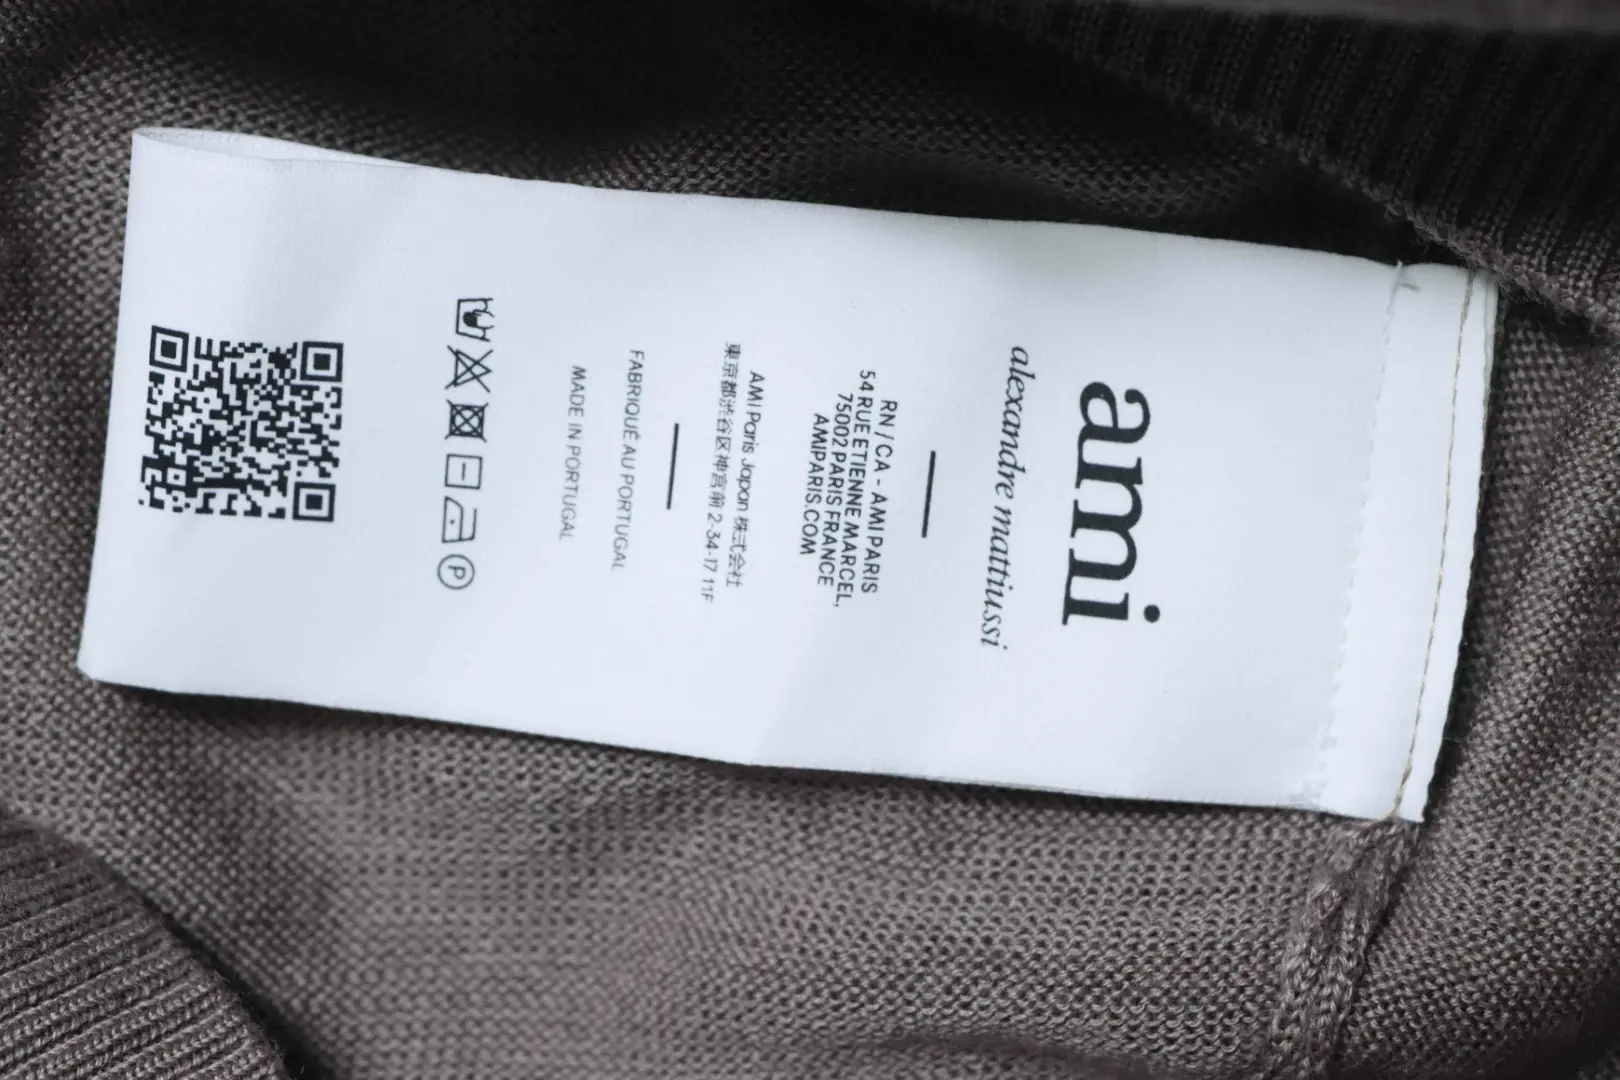 ami
alexandre mattiussi
RN / CA - AMI PARIS
54 RUE ETIENNE MARCEL,
75002 PARIS FRANCE
AMIPARIS.COM
AMI Paris Japan 株式会社
東京都渋谷区神宮前 2-34-17 11F
FABRIQUÉ AU PORTUGAL
MADE IN PORTUGAL
P